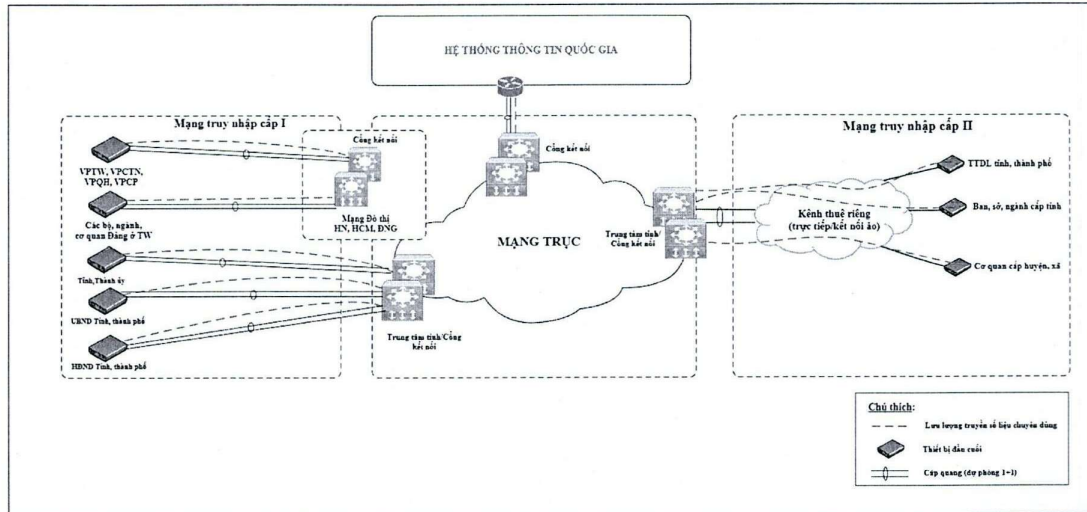 HỆ THỐNG THÔNG TIN QUỐC GIA
Mạng truy nhập cấp I
Cổng kết nối
VPTW, VPCTN,
VPQH, VPCP
Các bộ, ngành,
cơ quan Đảng ở TW
Mạng Đô thị
HN, HCM, ĐNG
Tỉnh,Thành ủy
UBND Tỉnh, thành phố
HĐND Tỉnh, thành phố
Cổng kết nối
MẠNG TRỤC
Trung tâm tỉnh/Cổng
kết nối
Trung tâm tỉnh/
Cổng kết nối
Mạng truy nhập cấp II
Kênh thuê riêng
(trực tiếp/kết nối ảo)
TTDL tỉnh, thành phố
Ban, sở, ngành cấp tỉnh
Cơ quan cấp huyện, xã
Chú thích:
Lưu lượng truyền số liệu chuyên dùng
Thiết bị đầu cuối
Cáp quang (dự phòng 1+1)